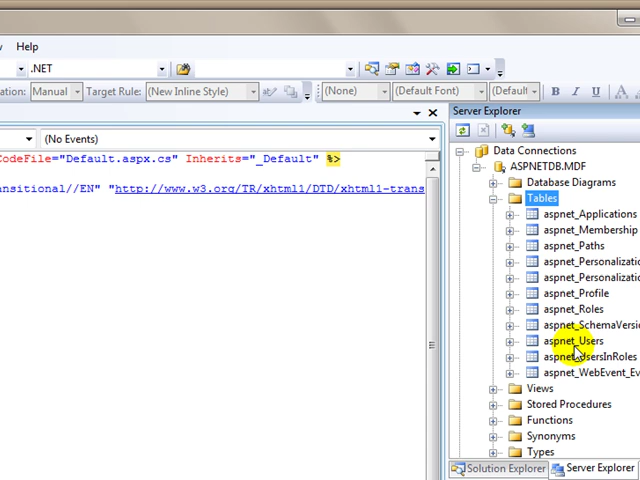 Help
.NET
ation: Manual Target Rule: (New Inline Style) (None) (Default Font) (Default B I U A
Server Explorer
(No Events)
Data Connections
CodeFile="Default.aspx.cs" Inherits="_Default" %>
ASPNETDB.MDF
Database Diagrams
nsitional//EN" "http://www.w3.org/TR/xhtml1/DTD/xhtml1-trans
Tables
aspnet_Applications
aspnet_Membership
aspnet_Paths
aspnet_Personalizatio
aspnet_Personalizatio
aspnet_Profile
aspnet_Roles
aspnet_SchemaVersio
aspnet_Users
aspnet_UsersInRoles
aspnet_WebEvent_Ev
Views
Stored Procedures
Functions
Synonyms
Types
Solution Explorer Server Explorer